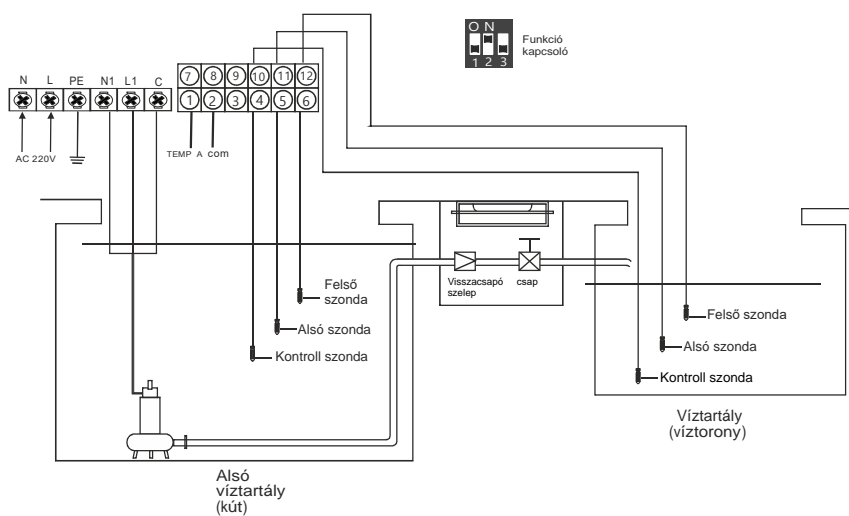 ON
1 2 3
Funkció
kapcsoló
N L PE N1 L1 C
7 8 9 10 11 12
1 2 3 4 5 6
AC 220V
TEMP A com
Felső
szonda
Alsó szonda
Kontroll szonda
Visszacsapó
szelep
csap
Felső szonda
Alsó szonda
Kontroll szonda
Víztartály
(víztorony)
Alsó
víztartály
(kút)